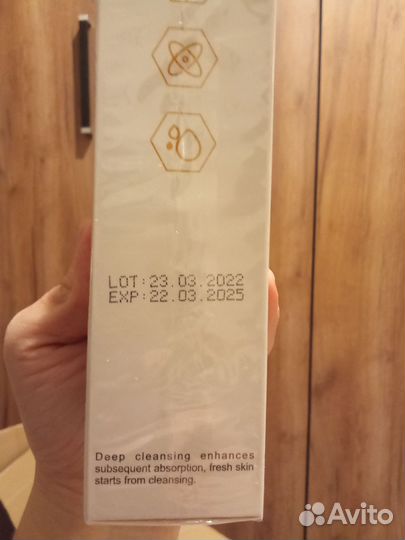 LOT:23.03.2022
EXP:22.03.2025
Deep cleansing enhances
subsequent absorption, fresh skin
starts from cleansing.
Avito